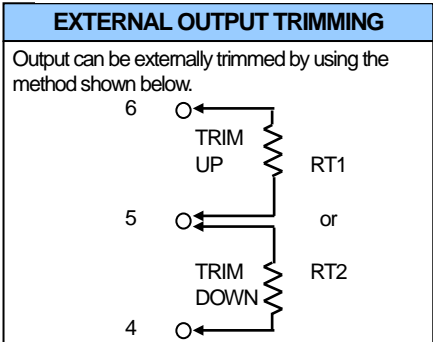 EXTERNAL OUTPUT TRIMMING
Output can be externally trimmed by using the
method shown below.
6
TRIM
UP
RT1
5
or
TRIM
DOWN
RT2
4